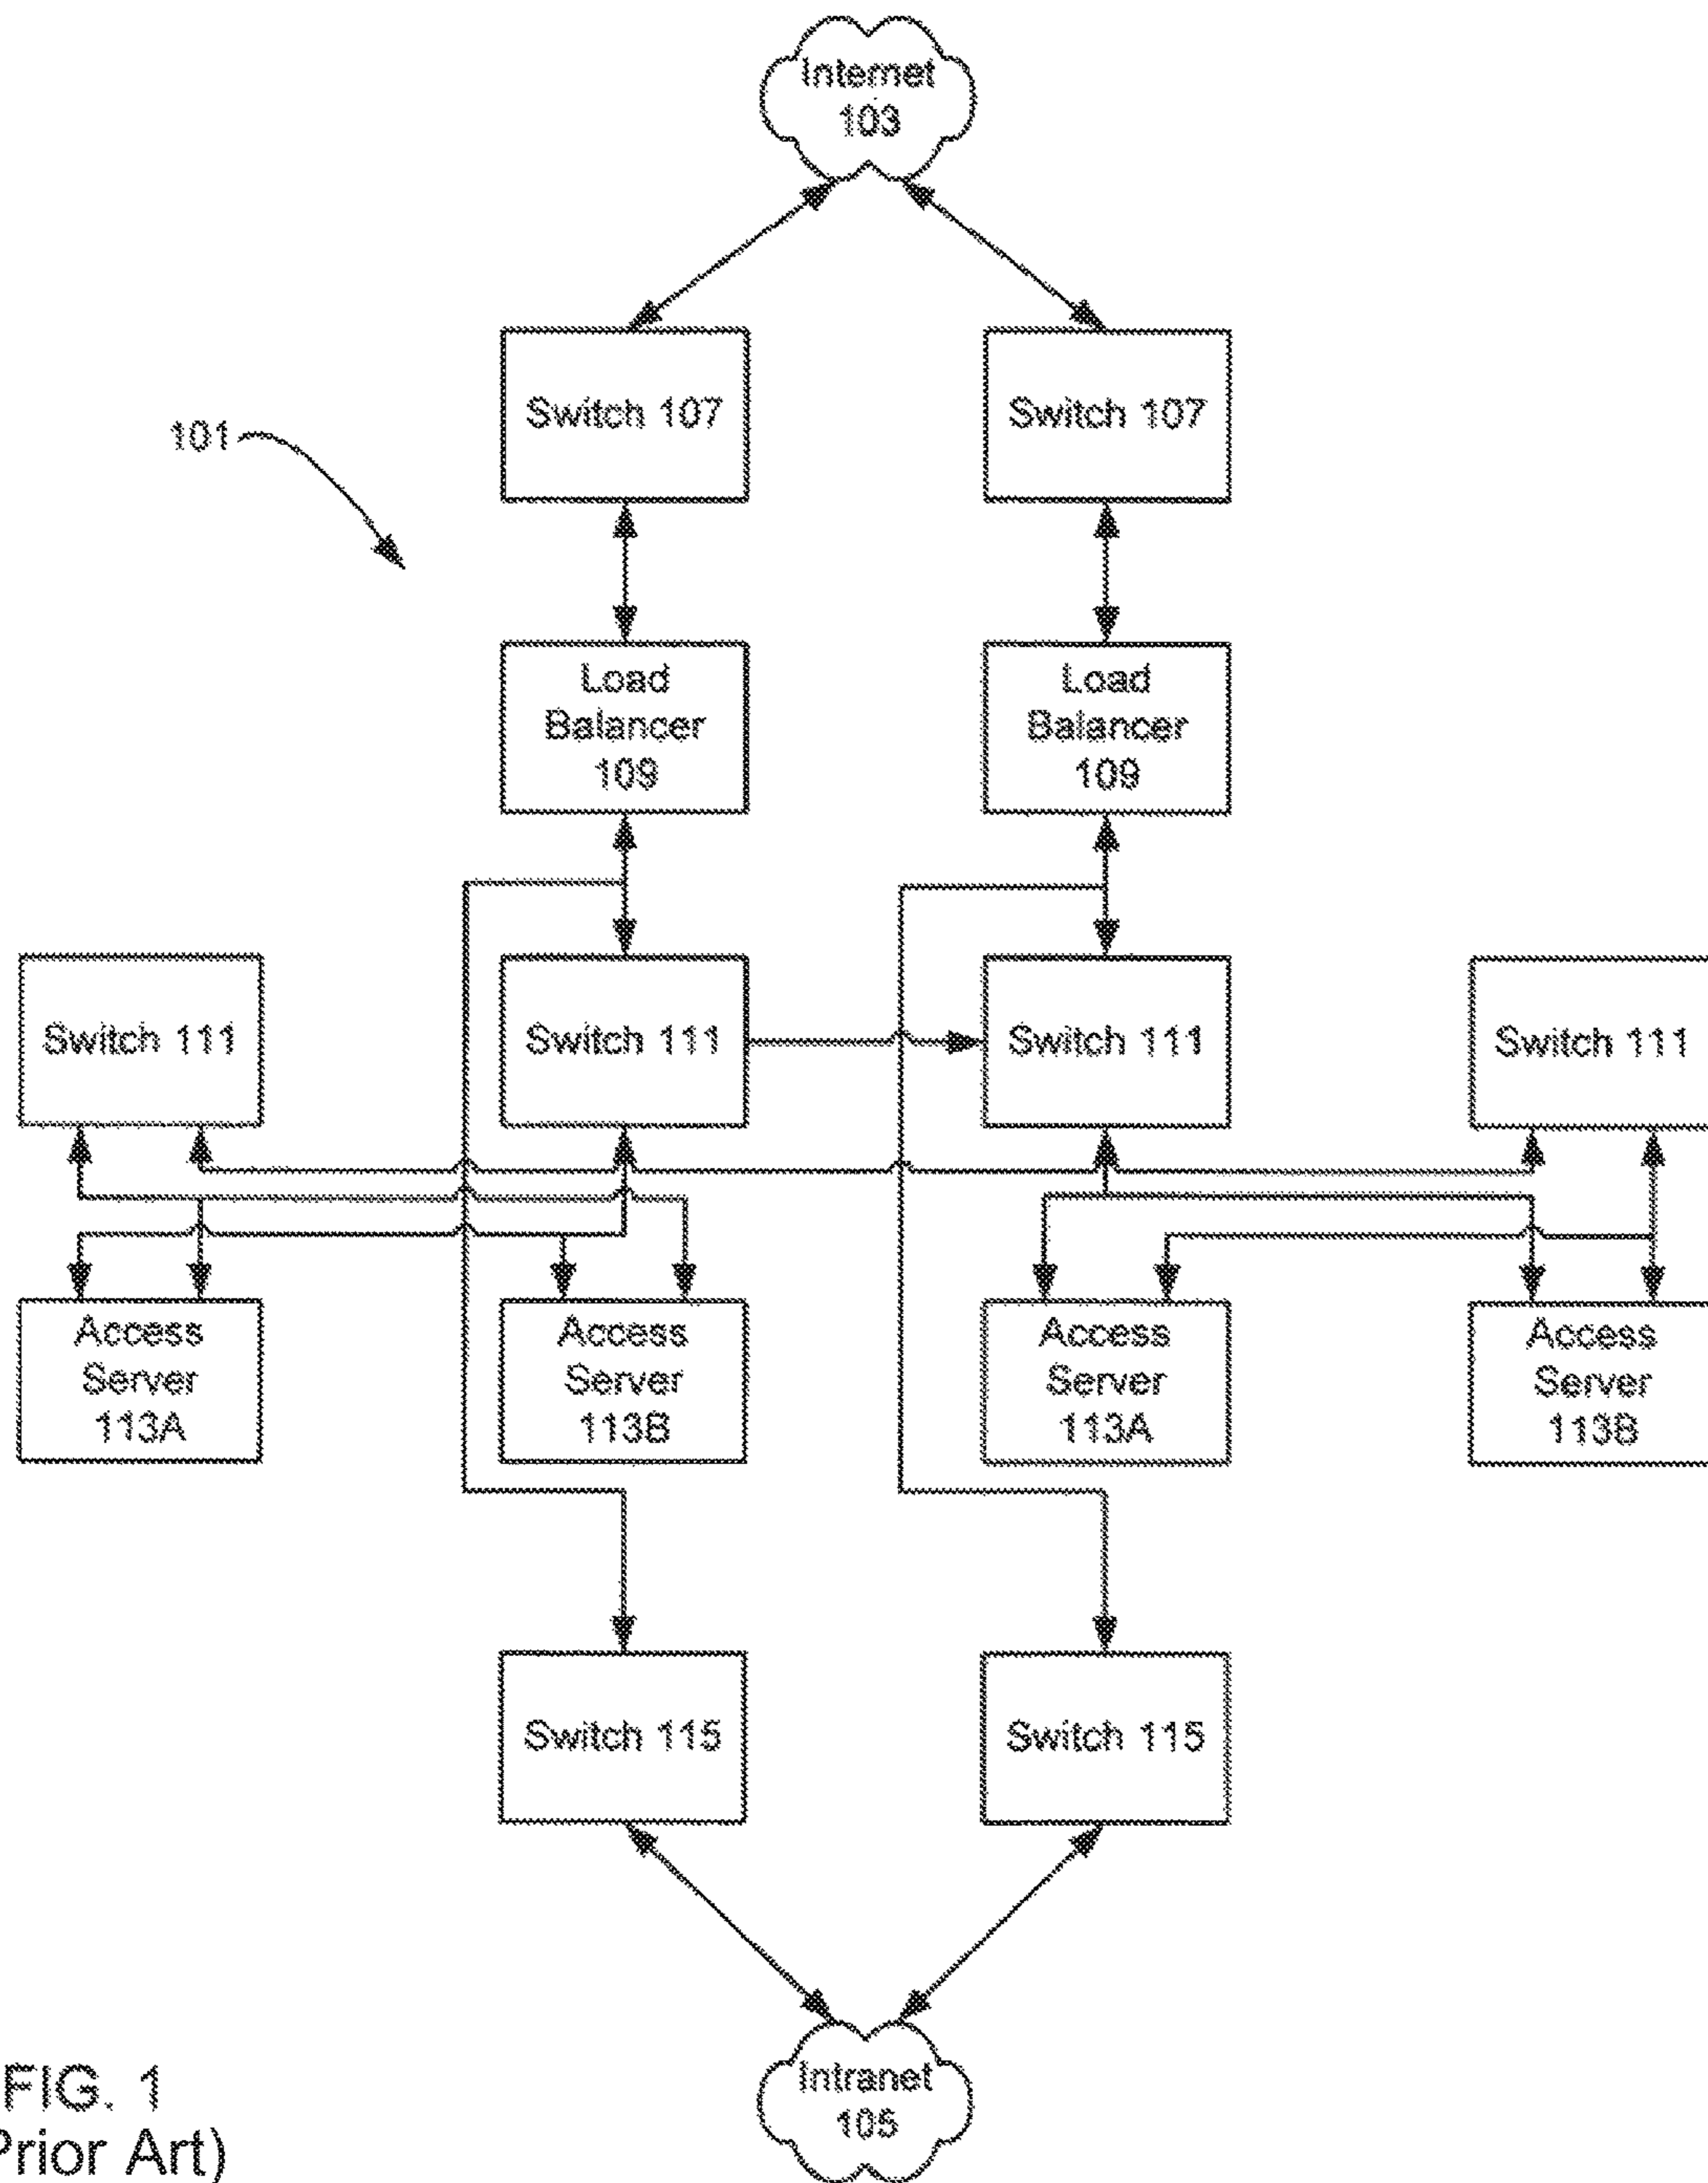 Internet
103
Switch 107
Switch 107
101
Load
Balancer
109
Load
Balancer
109
Switch 111
Switch 111
Switch 111
Switch 111
Access
Server
113A
Access
Server
113B
Access
Server
113A
Access
Server
113B
Switch 115
Switch 115
Intranet
105
FIG. 1
Prior Art)